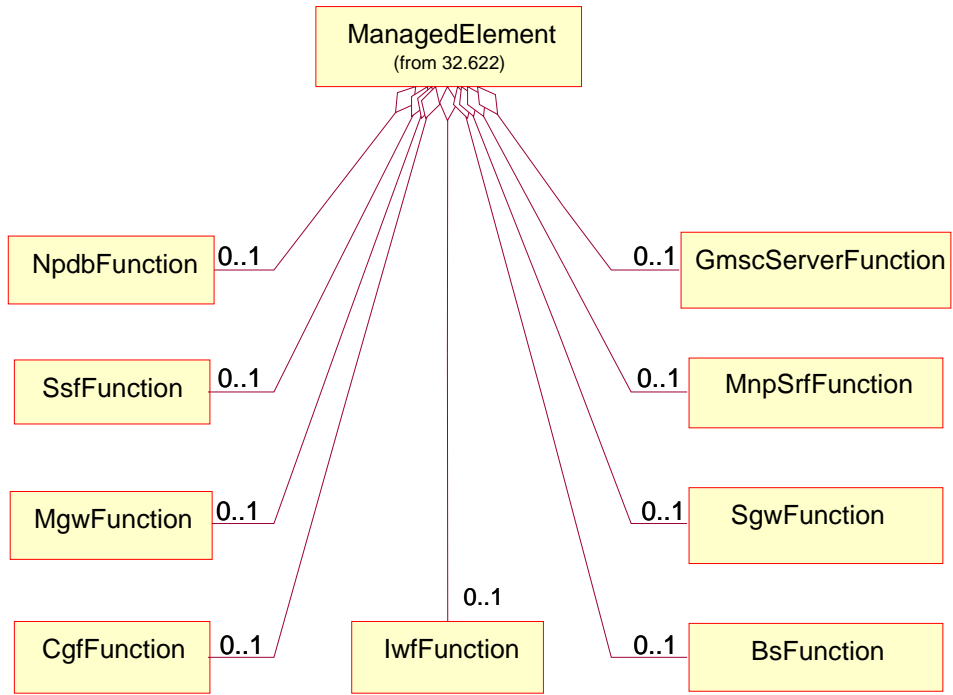 ManagedElement
(from 32.622)
NpdbFunction
0..1
0..1
GmscServerFunction
SsfFunction
0..1
0..1
MnpSrfFunction
MgwFunction
0..1
0..1
SgwFunction
CgfFunction
0..1
0..1
IwfFunction
0..1
BsFunction